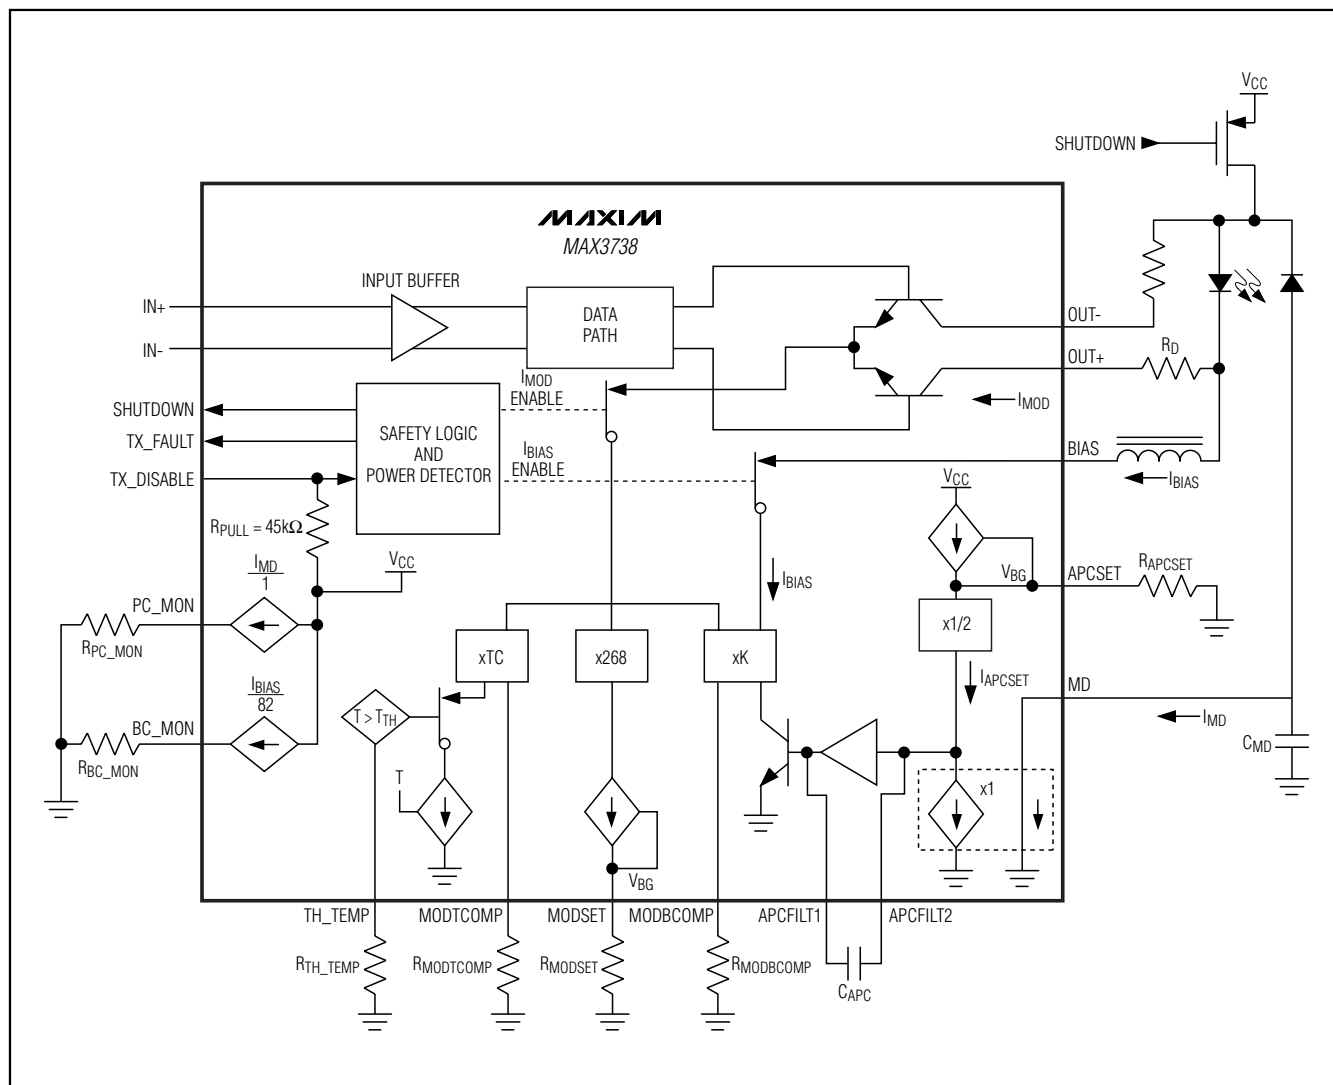 VCC
SHUTDOWN
MAXIM
MAX3738
INPUT BUFFER
IN+
IN-
DATA
PATH
OUT-
OUT+
RD
IMOD
IMOD
ENABLE
SHUTDOWN
TX_FAULT
TX_DISABLE
SAFETY LOGIC
AND
POWER DETECTOR
IBIAS
ENABLE
BIAS
IBIAS
VCC
RPULL = 45kΩ
VCC
IMD
1
PC_MON
RPC_MON
IBIAS
VBG
APCSET
RAPCSET
x1/2
xTC
x268
xK
IAPCSET
MD
IMD
CMD
IBIAS
82
BC_MON
RBC_MON
T > TTH
T
x1
VBG
TH_TEMP
MODTCOMP
MODSET
MODBCOMP
APCFILT1
APCFILT2
RTH_TEMP
RMODTCOMP
RMODSET
RMODBCOMP
CAPC